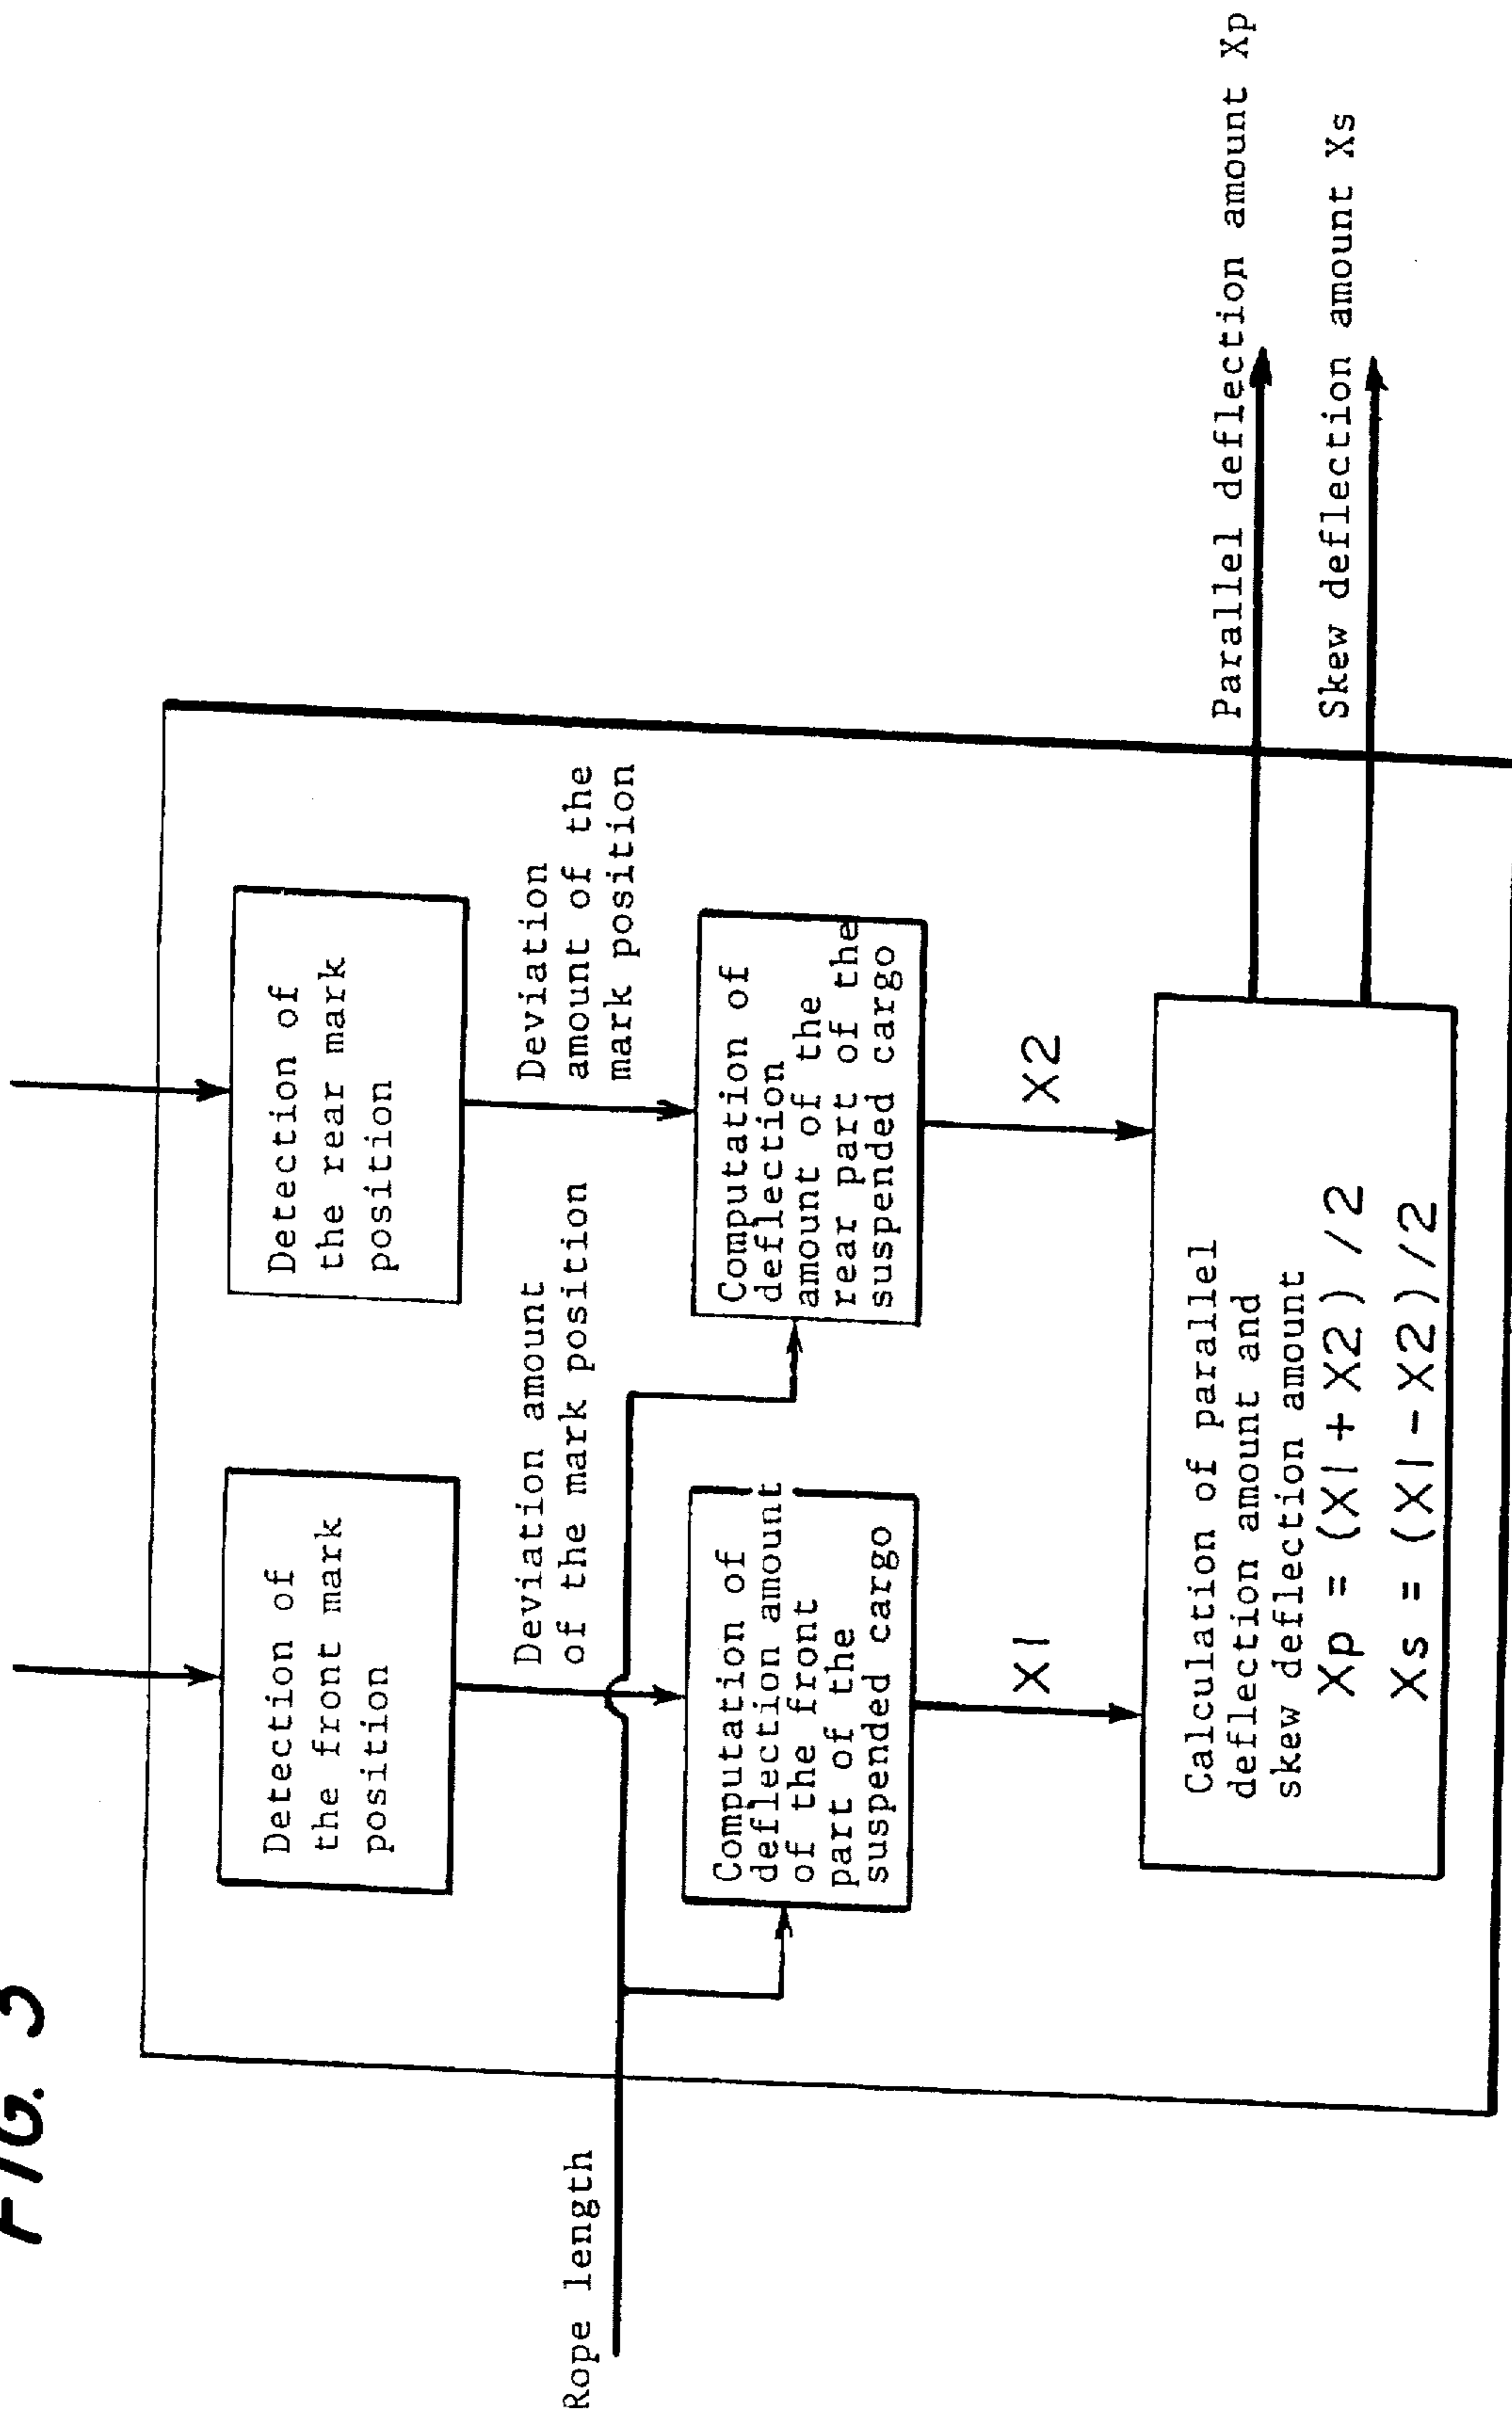 FIG. 3
Detection of
the front mark
position
Detection of
the rear mark
position
Deviation amount
of the mark position
Deviation
amount of the
mark position
Rope length
Computation of
deflection amount
of the front
part of the
suspended cargo
Computation of
deflection
amount of the
rear part of the
suspended cargo
X1
X2
Calculation of parallel
deflection amount and
skew deflection amount
Xp = (X1 + X2) /2
Xs = (X1 - X2)/2
Parallel deflection amount Xp
Skew deflection amount Xs